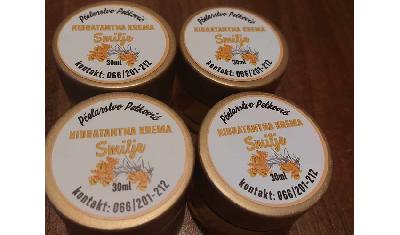 Pčelarstvo Petković
HIDRATANTNA KREMA
Smilje
30ml
kontakt: 066/201-212
Pčelarstvo Petković
HIDRATANTNA KREMA
Smilje
30ml
kontakt: 066/201-212
Pčelarstvo Petković
HIDRATANTNA KREMA
Smilje
30ml
kontakt: 066/201-212
Pčelarstvo Petković
HIDRATANTNA KREMA
Smilje
30ml
kontakt: 066/201-212